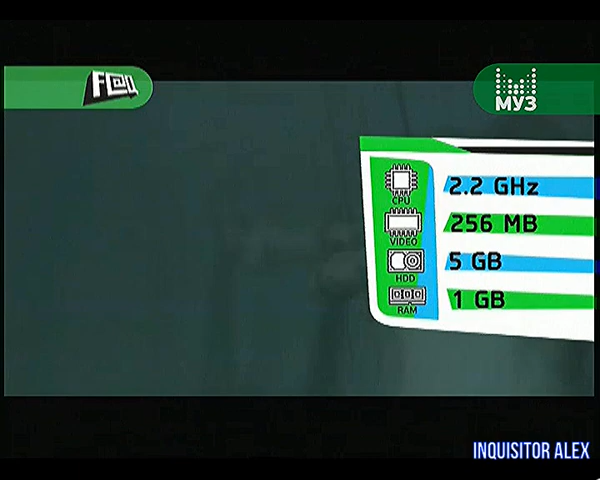 F@Q
МУЗ
CPU
2.2 GHz
VIDEO
256 MB
HDD
5 GB
RAM
1 GB
INQUISITOR ALEX